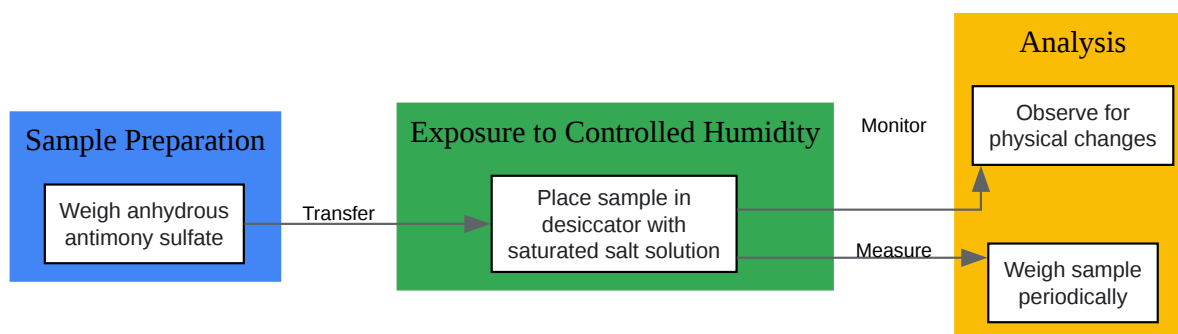 Sample Preparation
Weigh anhydrous
antimony sulfate
Transfer
Exposure to Controlled Humidity
Place sample in
desiccator with
saturated salt solution
Monitor
Measure
Analysis
Observe for
physical changes
Weigh sample
periodically